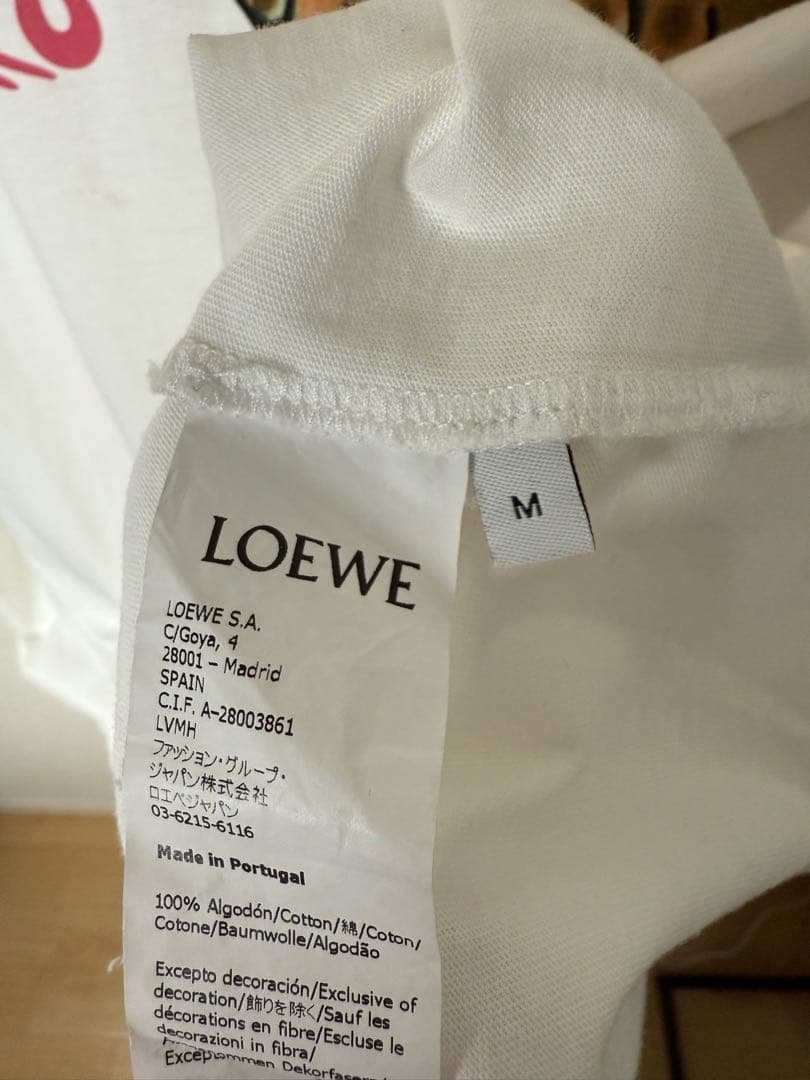 M
LOEWE
LOEWE S.A.
C/Goya, 4
28001 – Madrid
SPAIN
C.I.F. A-28003861
LVMH
ファッション・グループ・
ジャパン株式会社
ロエベジャパン
03-6215-6116
Made in Portugal
100% Algodón/Cotton/綿/Coton/
Cotone/Baumwolle/Algodão
Excepto decoración/Exclusive of
decoration/飾りを除く/Sauf les
décorations en fibre/Escluse le
decorazioni in fibra/